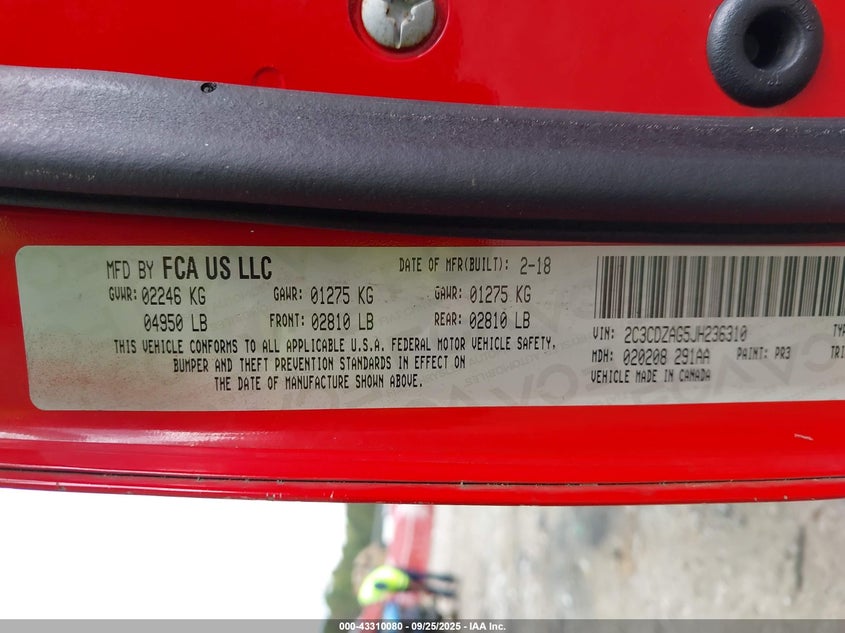 MFD BY FCA US LLC
DATE OF MFR(BUILT): 2-18
GVWR: 02246 KG
GAWR: 01275 KG
GAWR: 01275 KG
04950 LB
FRONT: 02810 LB
REAR: 02810 LB
THIS VEHICLE CONFORMS TO ALL APPLICABLE U.S.A. FEDERAL MOTOR VEHICLE SAFETY,
BUMPER AND THEFT PREVENTION STANDARDS IN EFFECT ON
THE DATE OF MANUFACTURE SHOWN ABOVE.
VIN: 2C3CDZAG5JH236310
MDH: 020208 291AA
PAINT: PR3
VEHICLE MADE IN CANADA
000-43310080 - 09/25/2025 - IAA Inc.